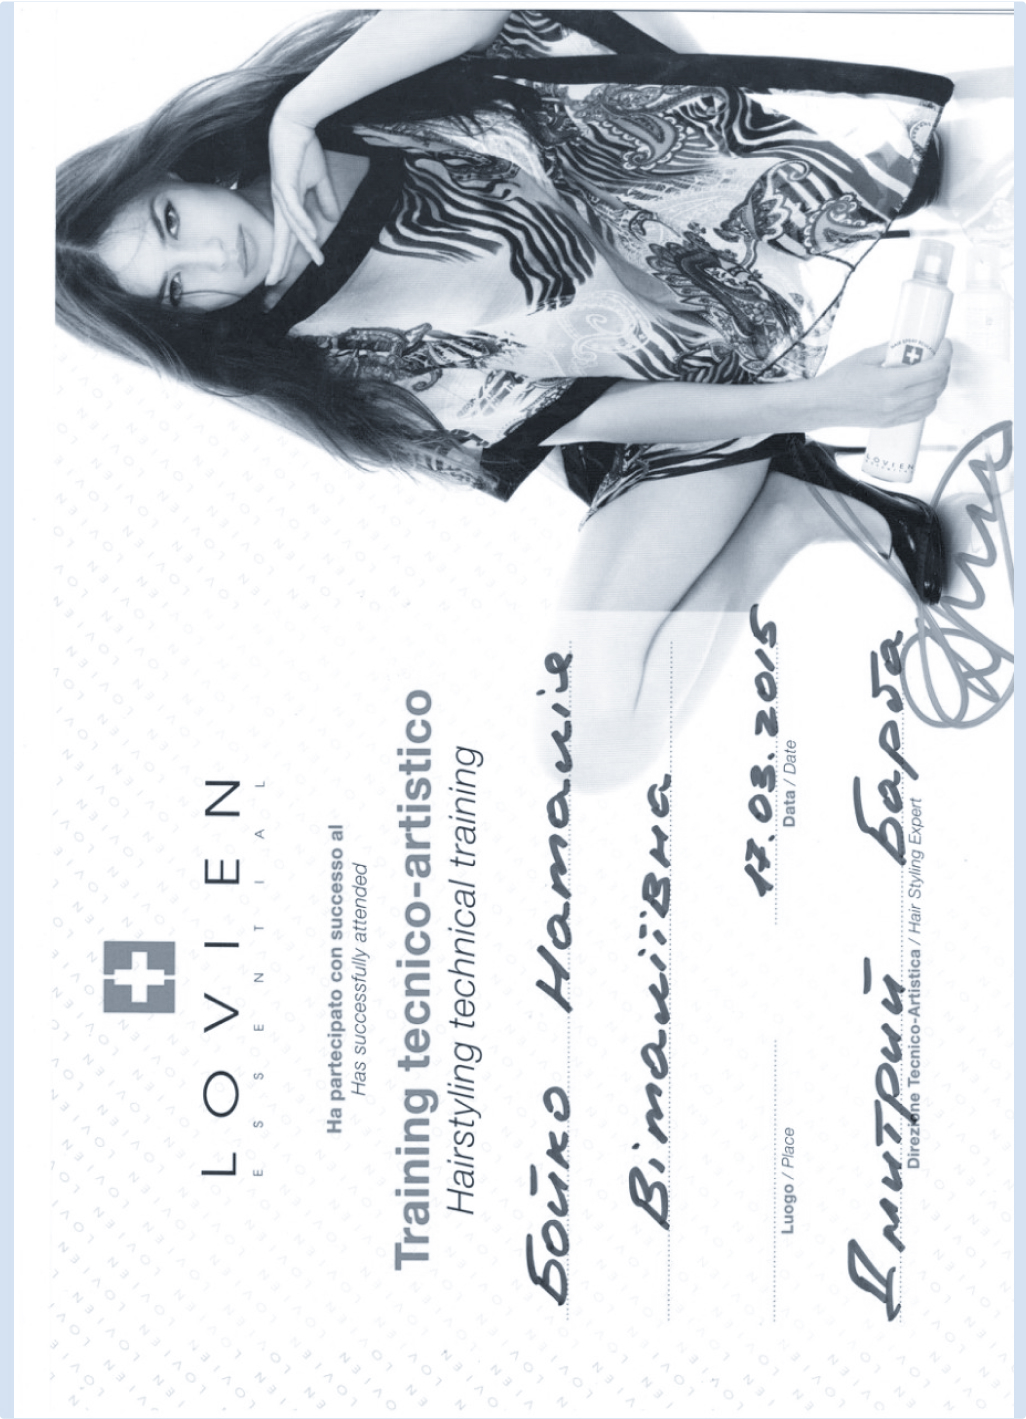 LOVIEN
ESSENTIAL
Ha partecipato con successo al
Has successfully attended
Training tecnico-artistico
Hairstyling technical training
Бойко Наталія
Віталіївна
17.03.2015
Luogo / Place
Data / Date
Дмитрий Барба
Direzione Tecnico-Artistica / Hair Styling Expert
LOVIEN